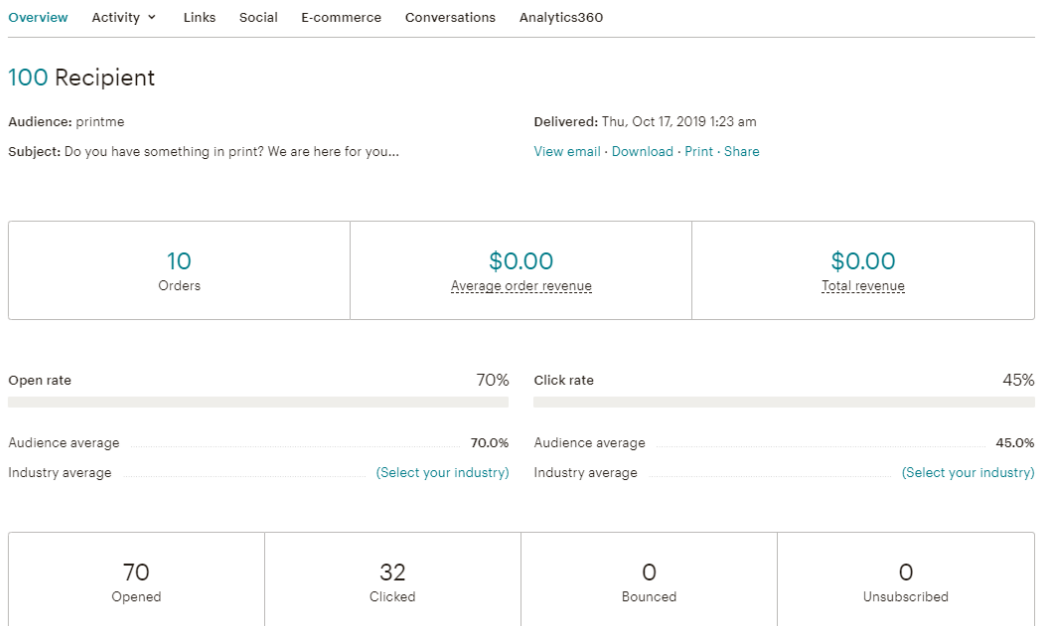 Overview Activity Links Social E-commerce Conversations Analytics360
100 Recipient
Audience: printme
Delivered: Thu, Oct 17, 2019 1:23 am
Subject: Do you have something in print? We are here for you...
View email · Download · Print · Share
10
Orders
$0.00
Average order revenue
$0.00
Total revenue
Open rate 70%
Click rate 45%
Audience average 70.0%
Audience average 45.0%
Industry average (Select your industry)
Industry average (Select your industry)
70
Opened
32
Clicked
0
Bounced
0
Unsubscribed